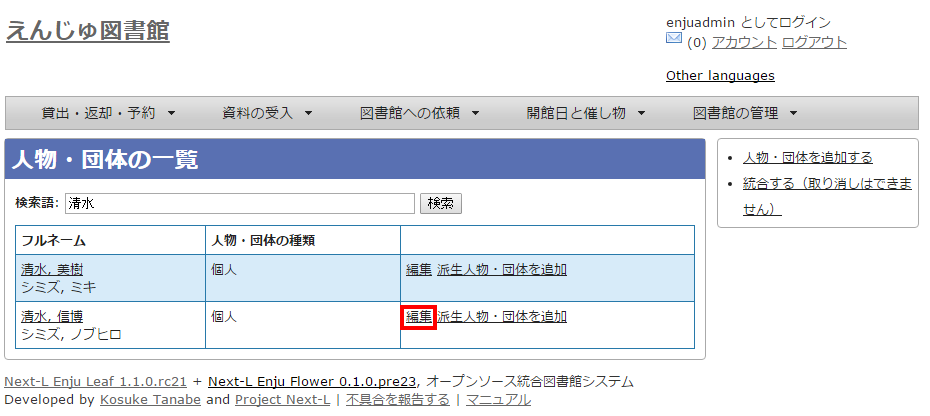 えんじゅ図書館
enjuadmin としてログイン
(0) アカウント ログアウト
Other languages
貸出・返却・予約 資料の受入 図書館への依頼 開館日と催し物 図書館の管理
人物・団体の一覧
検索語: 清水 検索
フルネーム 人物・団体の種類
清水, 美樹 個人 編集 派生人物・団体を追加
シミズ, ミキ
清水, 信博 個人 編集 派生人物・団体を追加
シミズ, ノブヒロ
人物・団体を追加する
統合する（取り消しはできま
せん）
Next-L Enju Leaf 1.1.0.rc21 + Next-L Enju Flower 0.1.0.pre23, オープンソース統合図書館システム
Developed by Kosuke Tanabe and Project Next-L | 不具合を報告する | マニュアル